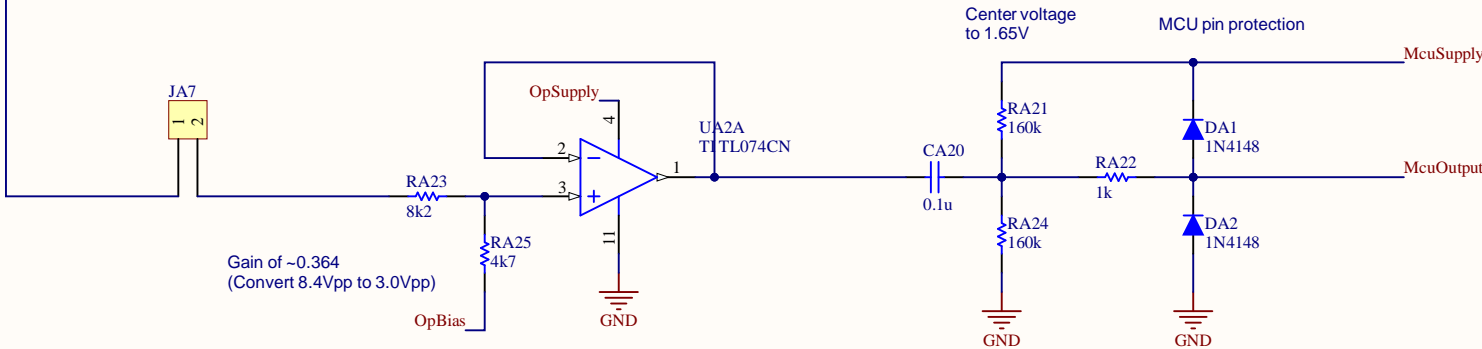 Center voltage
to 1.65V
MCU pin protection
McuSupply
JA7
1
2
OpSupply
4
RA21
160k
UA2A
TI TL074CN
DA1
1N4148
2
1
CA20
0.1u
RA22
1k
McuOutput
RA23
8k2
3
RA25
4k7
11
RA24
160k
DA2
1N4148
Gain of ~0.364
(Convert 8.4Vpp to 3.0Vpp)
OpBias
GND
GND
GND